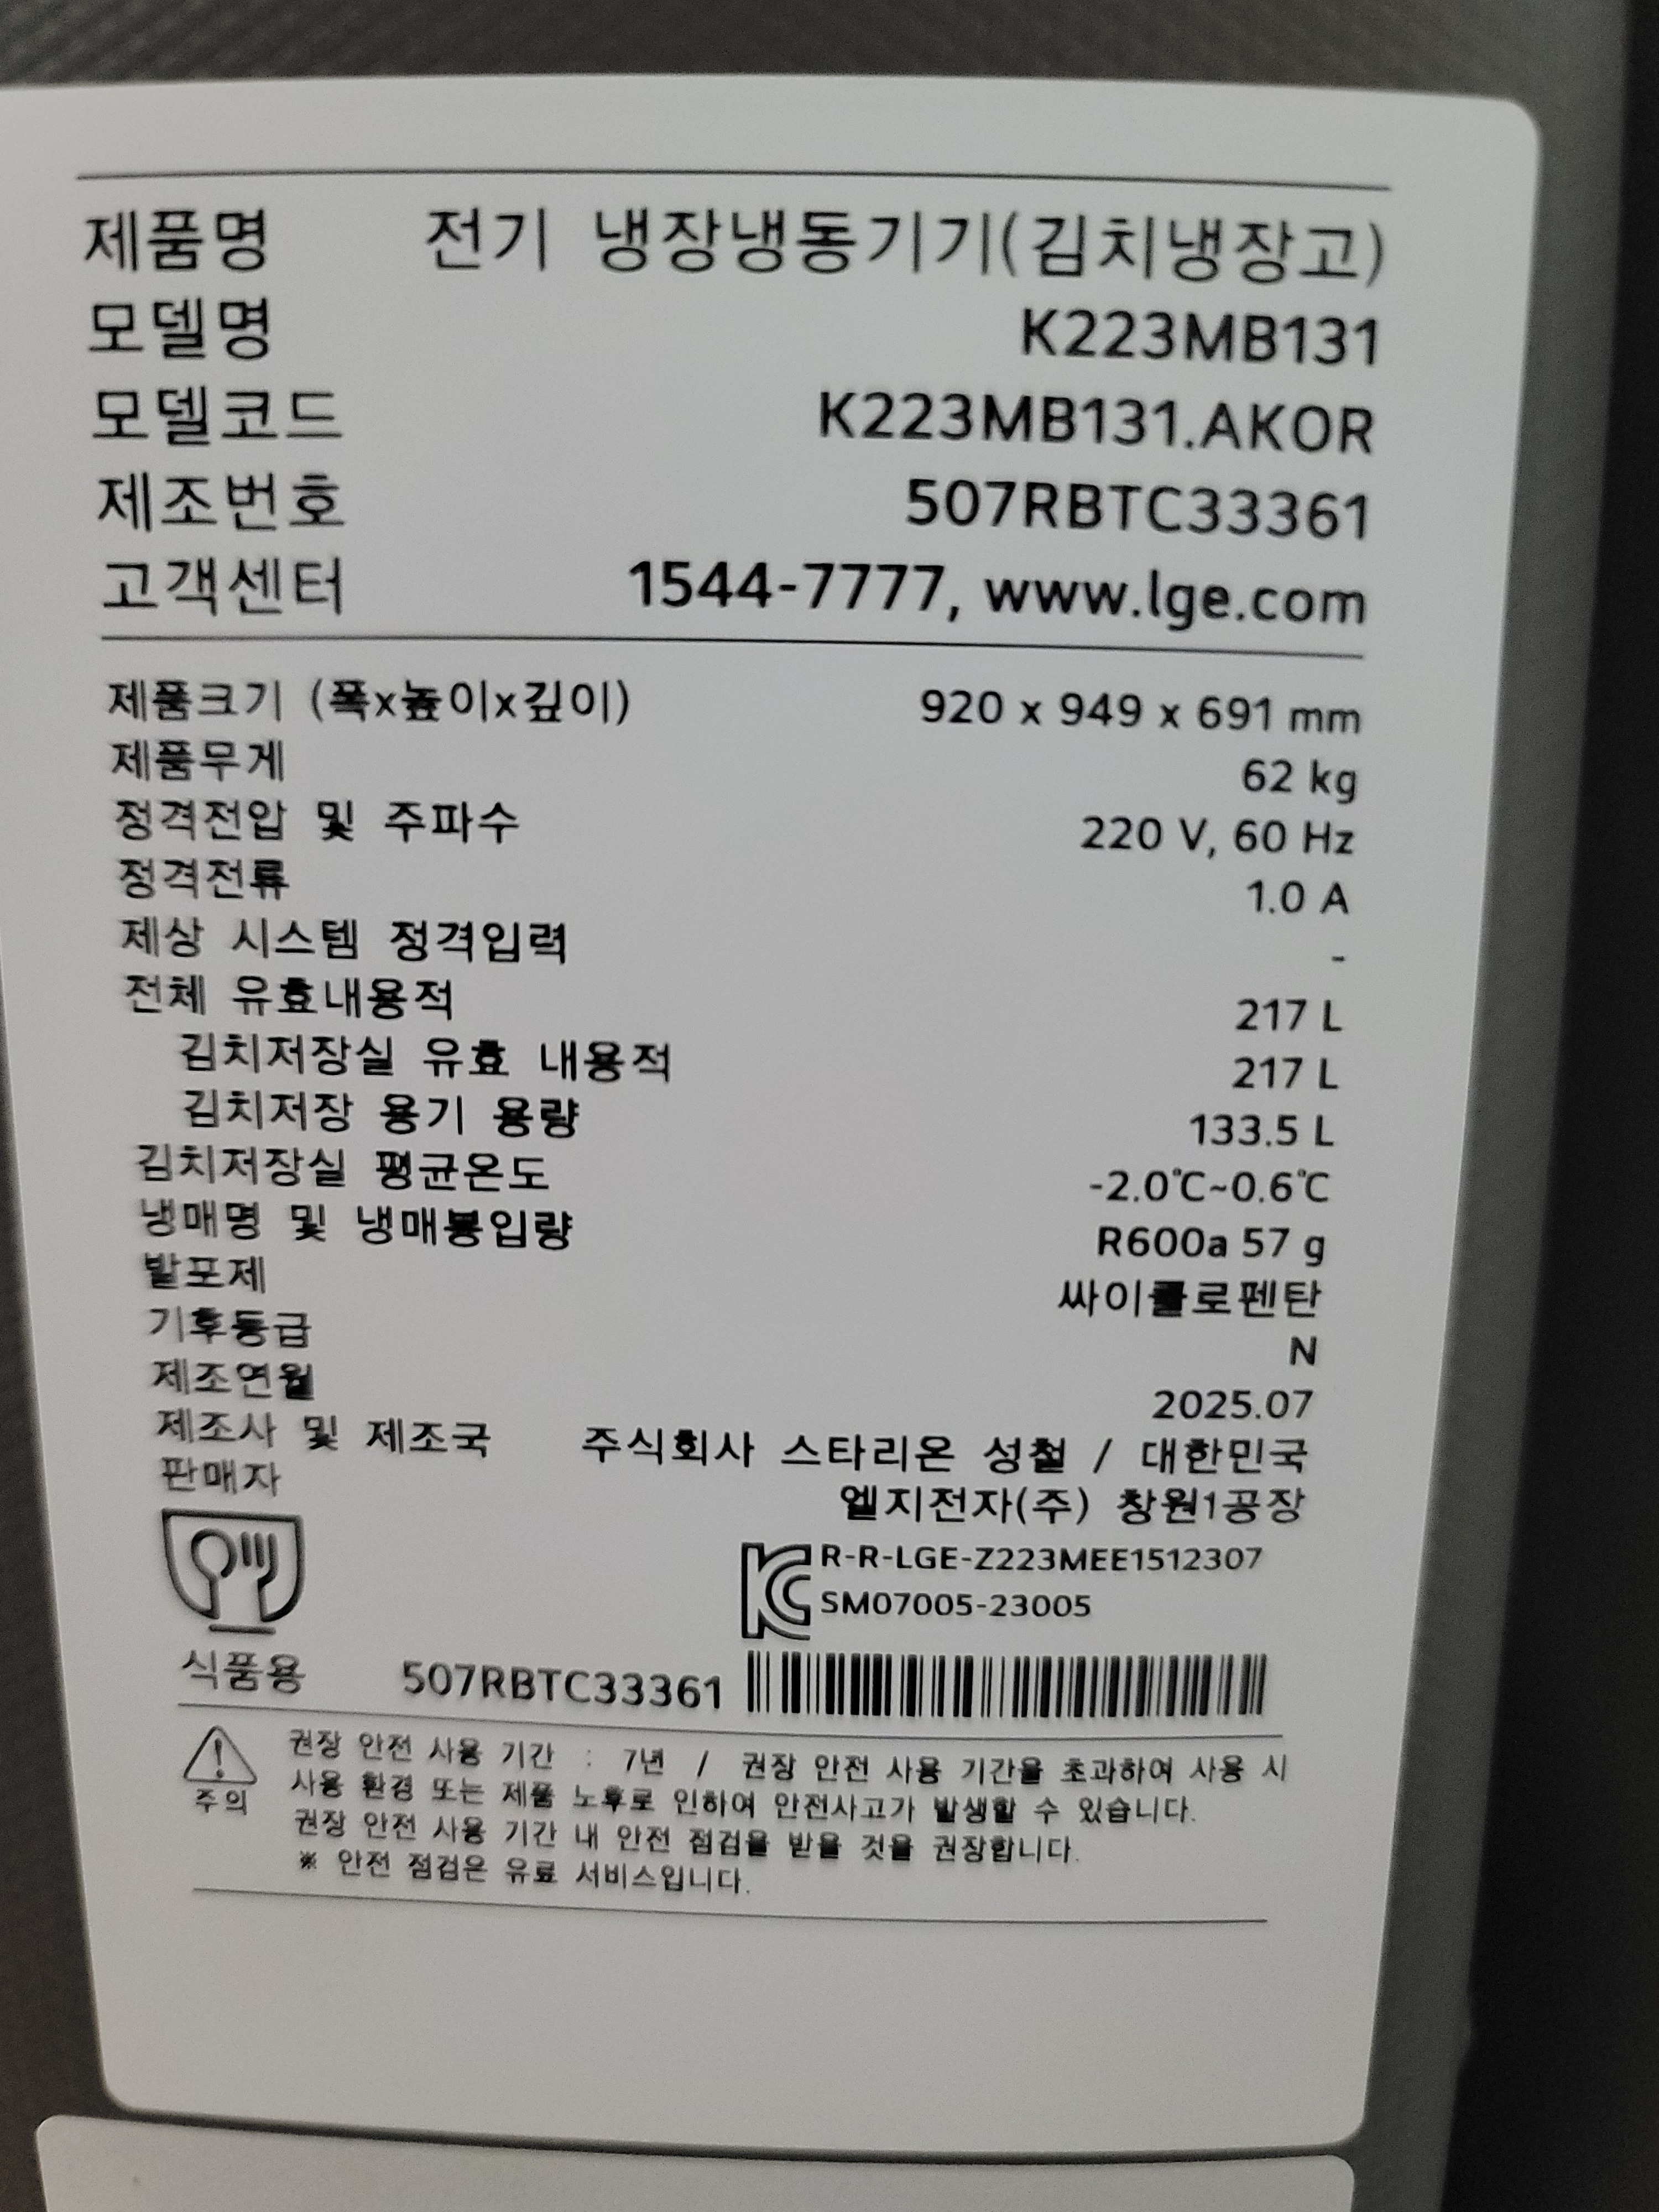 제품명 전기 냉장냉동기기(김치냉장고)
모델명 K223MB131
모델코드 K223MB131.AKOR
제조번호 507RBTC33361
고객센터 1544-7777, www.lge.com
제품크기 (폭x높이x깊이) 920 x 949 x 691 mm
제품무게 62 kg
정격전압 및 주파수 220 V, 60 Hz
정격전류 1.0 A
제상 시스템 정격입력 -
전체 유효내용적 217 L
김치저장실 유효 내용적 217 L
김치저장 용기 용량 133.5 L
김치저장실 평균온도 -2.0℃~0.6℃
냉매명 및 냉매봉입량 R600a 57 g
발포제 싸이클로펜탄
기후등급 N
제조연월 2025.07
제조사 및 제조국 주식회사 스타리온 성철 / 대한민국
판매자 엘지전자(주) 창원1공장
KC R-R-LGE-Z223MEE1512307
SM07005-23005
식품용 507RBTC33361
권장 안전 사용 기간 : 7년 / 권장 안전 사용 기간을 초과하여 사용 시
주의 사용 환경 또는 제품 노후로 인하여 안전사고가 발생할 수 있습니다.
권장 안전 사용 기간 내 안전 점검을 받을 것을 권장합니다.
※ 안전 점검은 유료 서비스입니다.